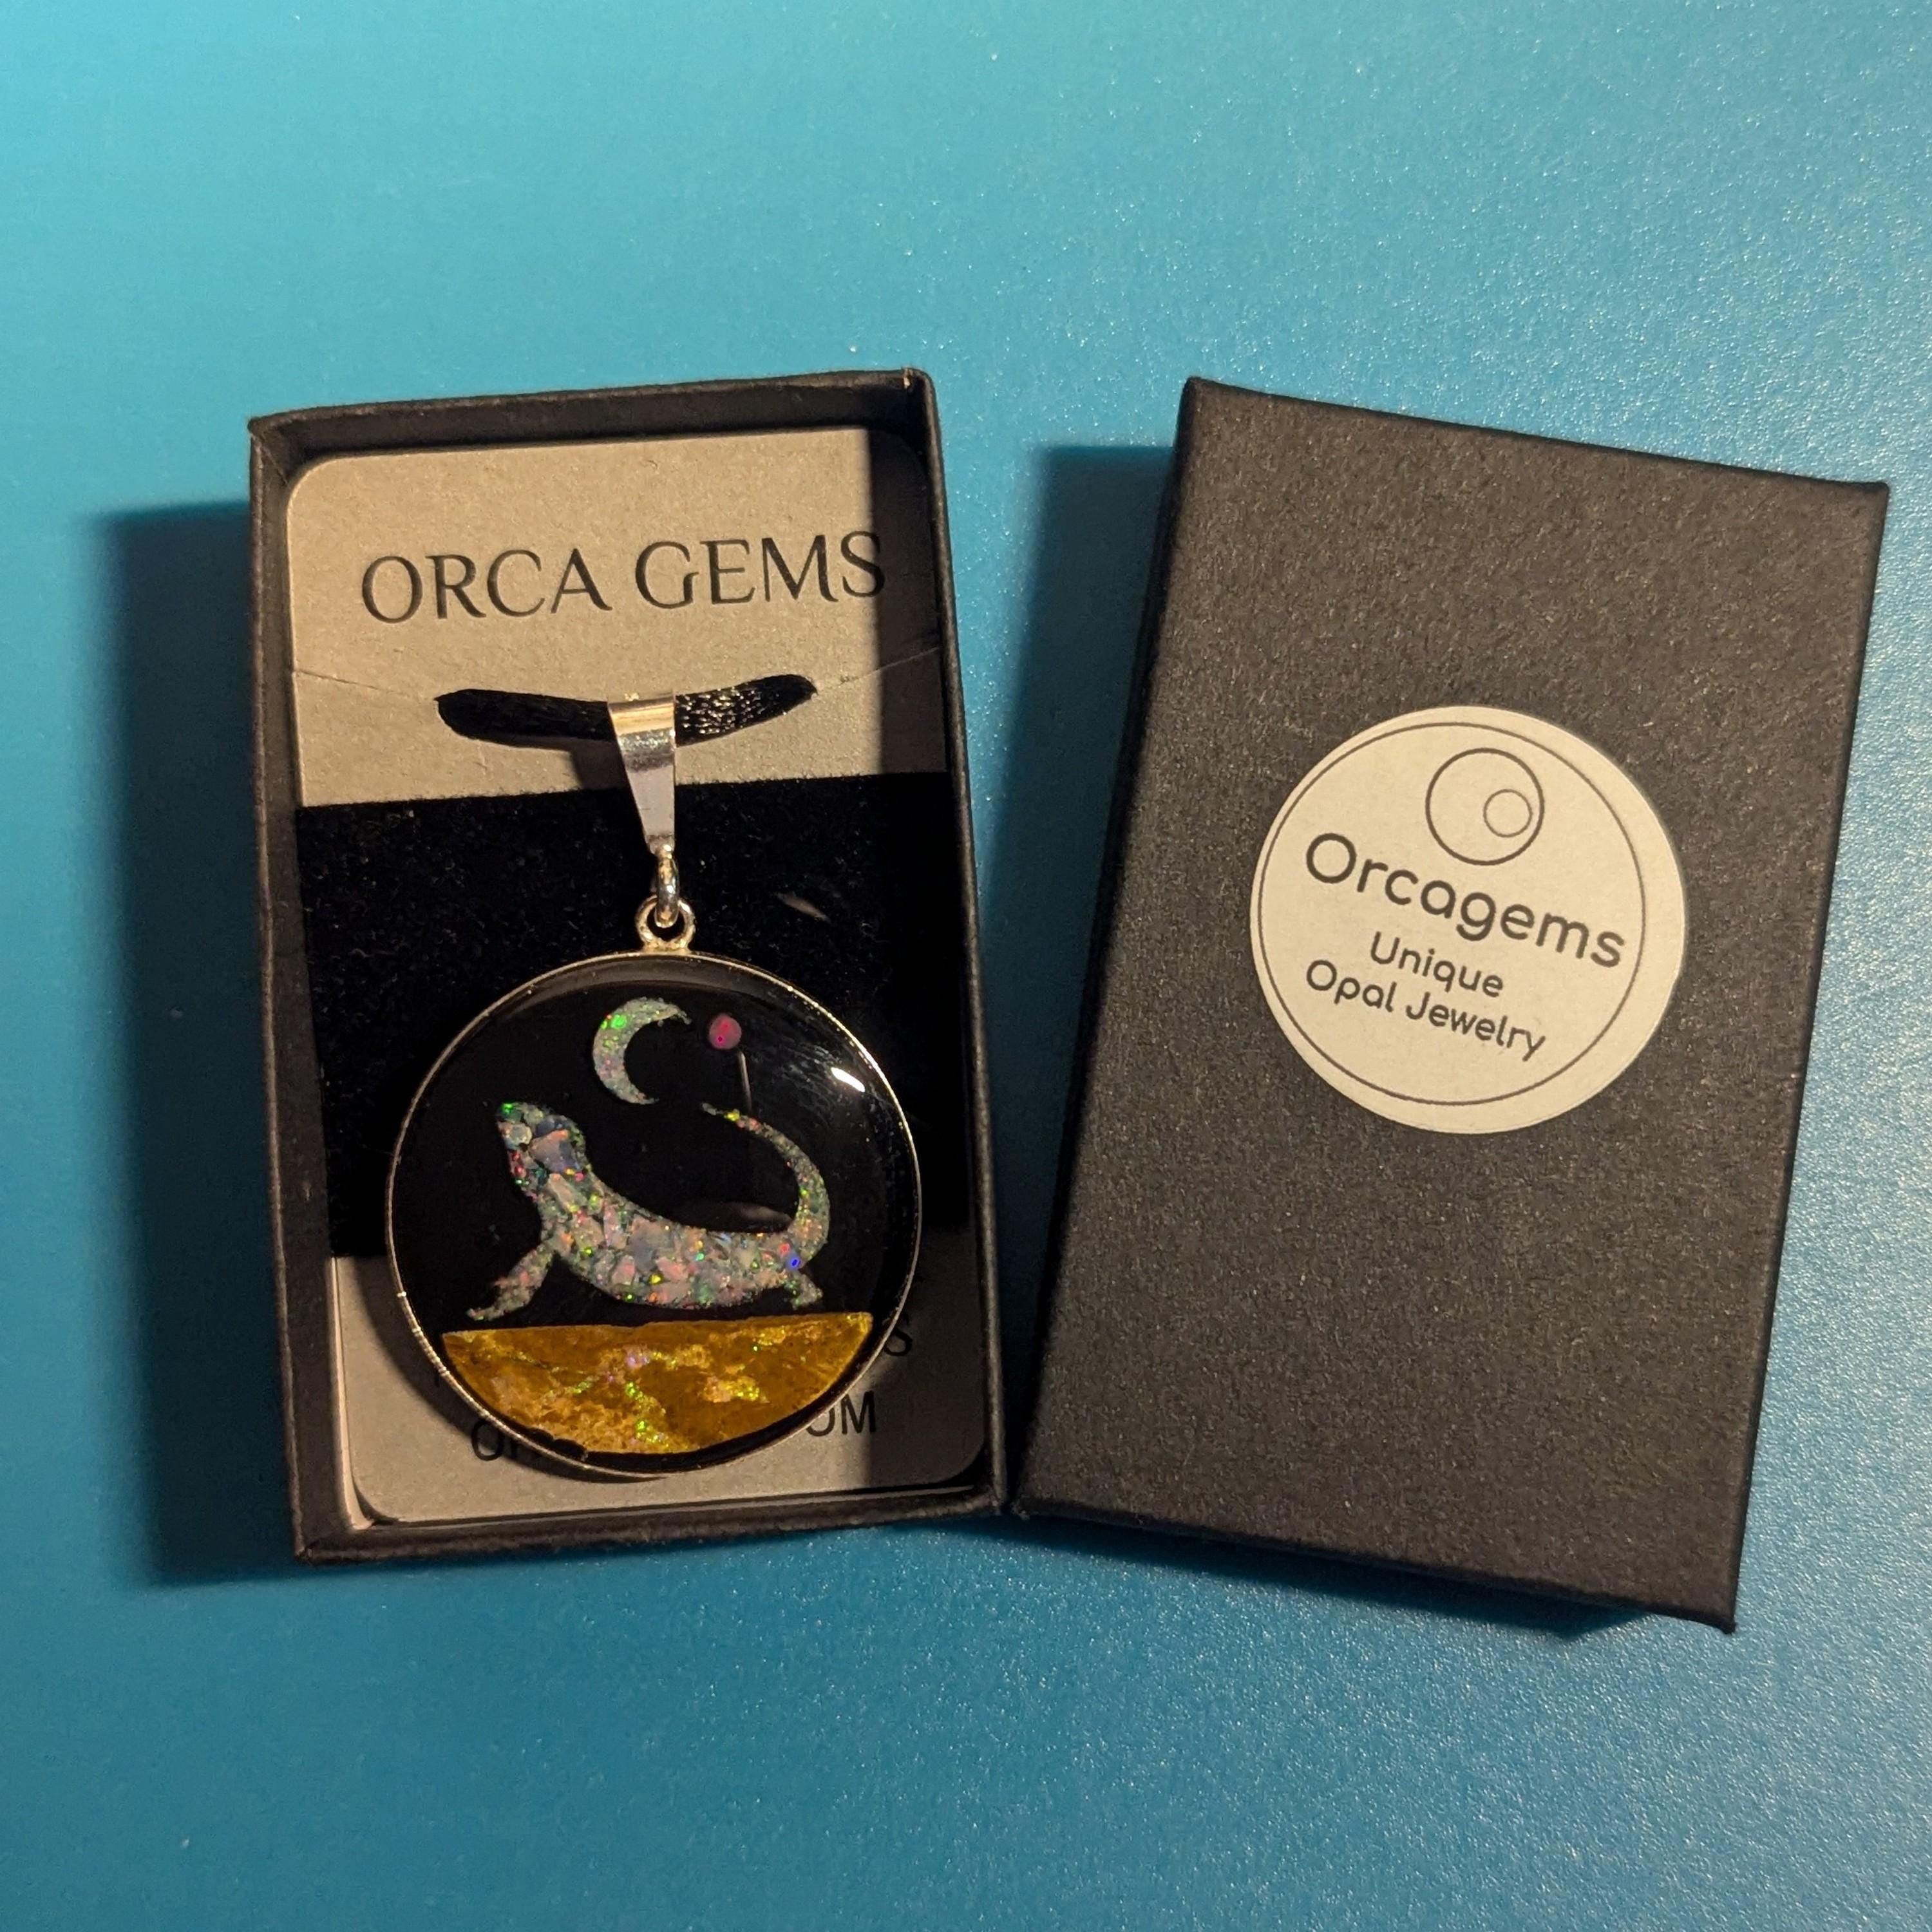 ORCA GEMS
Orcagems
Unique
Opal Jewelry